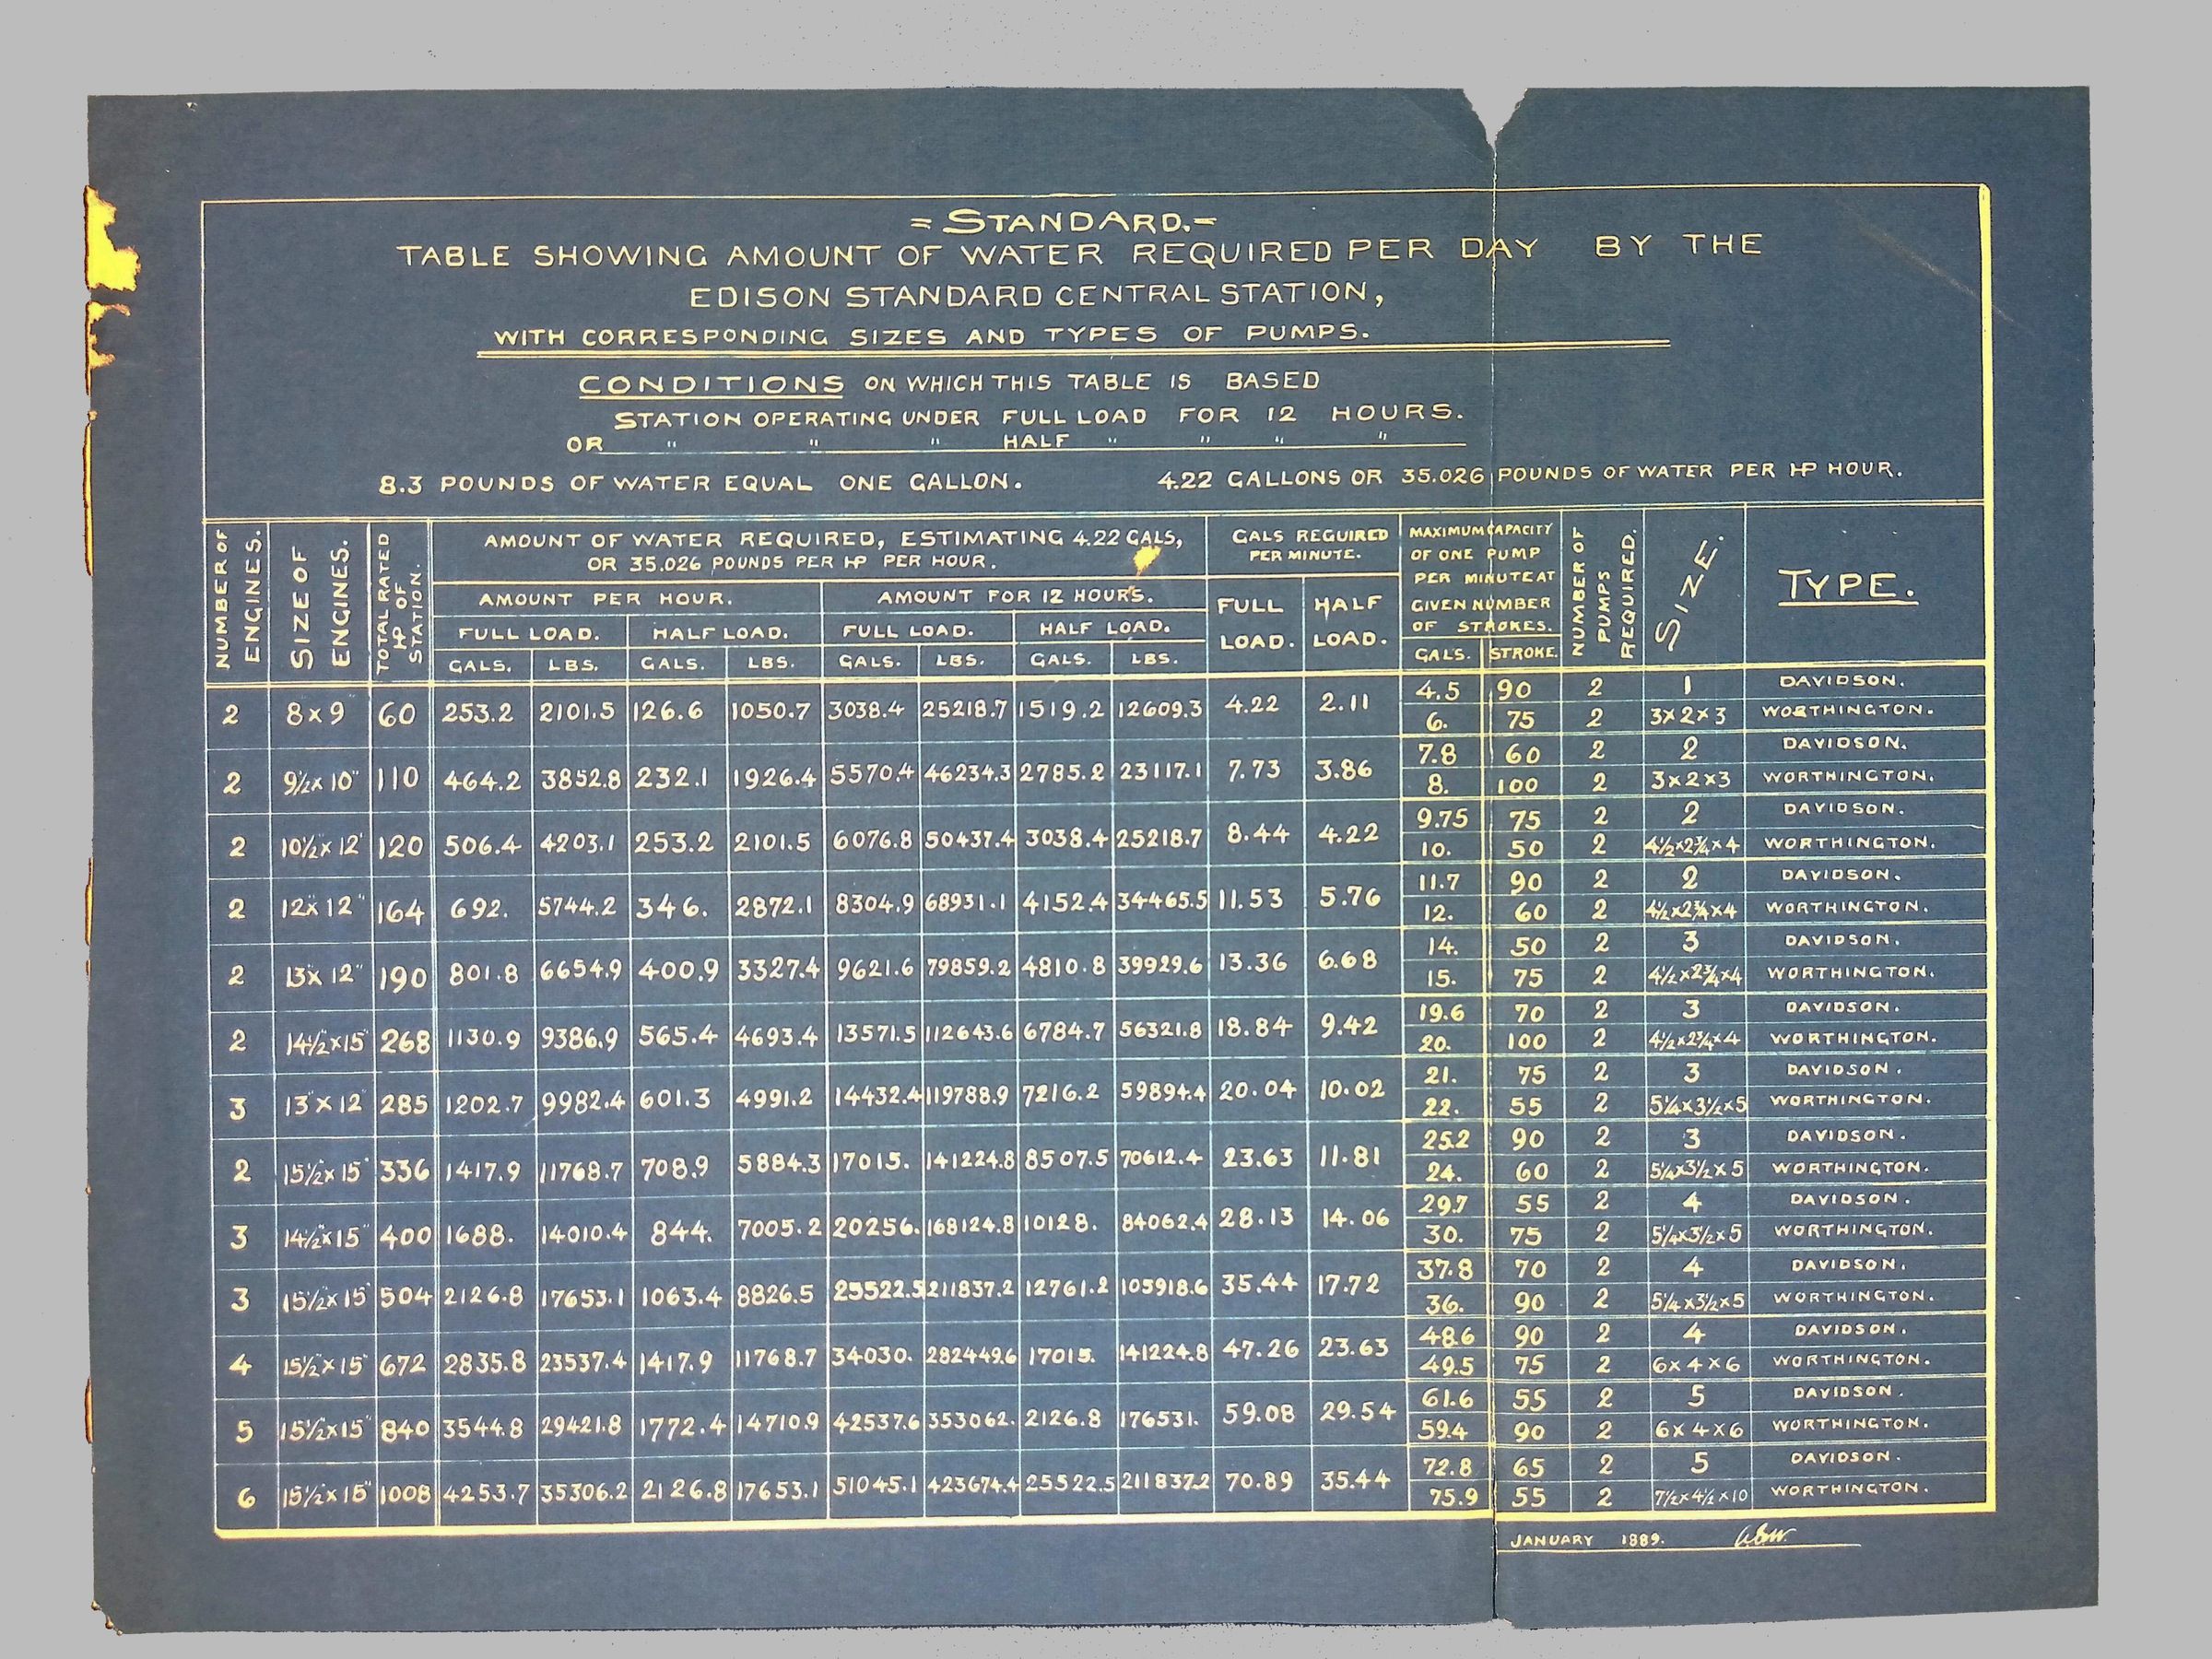 = STANDARD. =
TABLE SHOWING AMOUNT OF WATER REQUIRED PER DAY BY THE
EDISON STANDARD CENTRAL STATION,
WITH CORRESPONDING SIZES AND TYPES OF PUMPS.
CONDITIONS ON WHICH THIS TABLE IS BASED
STATION OPERATING UNDER FULL LOAD FOR 12 HOURS.
OR " " " HALF " " " "
8.3 POUNDS OF WATER EQUAL ONE GALLON. 4.22 GALLONS OR 35.026 POUNDS OF WATER PER HP HOUR.
NUMBER OF ENGINES.
SIZE OF ENGINES.
TOTAL RATED HP OF STATION.
AMOUNT OF WATER REQUIRED, ESTIMATING 4.22 GALS,
OR 35.026 POUNDS PER HP PER HOUR.
AMOUNT PER HOUR. AMOUNT FOR 12 HOURS.
FULL LOAD. HALF LOAD. FULL LOAD. HALF LOAD.
GALS. LBS. GALS. LBS. GALS. LBS. GALS. LBS.
GALS REGUIRED
PER MINUTE.
FULL LOAD. HALF LOAD.
MAXIMUM CAPACITY
OF ONE PUMP
PER MINUTE AT
GIVEN NUMBER
OF STROKES.
GALS. STROKE.
NUMBER OF PUMPS REQUIRED.
SIZE.
TYPE.
2 8 x 9" 60 253.2 2101.5 126.6 1050.7 3038.4 25218.7 1519.2 12609.3 4.22 2.11 4.5 90 2 1 DAVIDSON.
6. 75 2 3 x 2 x 3 WORTHINGTON.
2 9½ x 10" 110 464.2 3852.8 232.1 1926.4 5570.4 46234.3 2785.2 23117.1 7.73 3.86 7.8 60 2 2 DAVIDSON.
8. 100 2 3 x 2 x 3 WORTHINGTON.
2 10½" x 12" 120 506.4 4203.1 253.2 2101.5 6076.8 50437.4 3038.4 25218.7 8.44 4.22 9.75 75 2 2 DAVIDSON.
10. 50 2 4½ x 2¾ x 4 WORTHINGTON.
2 12" x 12" 164 692. 5744.2 346. 2872.1 8304.9 68931.1 4152.4 34465.5 11.53 5.76 11.7 90 2 2 DAVIDSON.
12. 60 2 4½ x 2¾ x 4 WORTHINGTON.
2 13" x 12" 190 801.8 6654.9 400.9 3327.4 9621.6 79859.2 4810.8 39929.6 13.36 6.68 14. 50 2 3 DAVIDSON.
15. 75 2 4½ x 2¾ x 4 WORTHINGTON.
2 14½" x 15" 268 1130.9 9386.9 565.4 4693.4 13571.5 112643.6 6784.7 56321.8 18.84 9.42 19.6 70 2 3 DAVIDSON.
20. 100 2 4½ x 2¾ x 4 WORTHINGTON.
3 13" x 12" 285 1202.7 9982.4 601.3 4991.2 14432.4 119788.9 7216.2 59894.4 20.04 10.02 21. 75 2 3 DAVIDSON.
22. 55 2 5¼ x 3½ x 5 WORTHINGTON.
2 15½" x 15" 336 1417.9 11768.7 708.9 5884.3 17015. 141224.8 8507.5 70612.4 23.63 11.81 25.2 90 2 3 DAVIDSON.
24. 60 2 5¼ x 3½ x 5 WORTHINGTON.
3 14½" x 15" 400 1688. 14010.4 844. 7005.2 20256. 168124.8 10128. 84062.4 28.13 14.06 29.7 55 2 4 DAVIDSON.
30. 75 2 5¼ x 3½ x 5 WORTHINGTON.
3 15½" x 15" 504 2126.8 17653.1 1063.4 8826.5 25522.5 211837.2 12761.2 105918.6 35.44 17.72 37.8 70 2 4 DAVIDSON.
36. 90 2 5¼ x 3½ x 5 WORTHINGTON.
4 15½" x 15" 672 2835.8 23537.4 1417.9 11768.7 34030. 282449.6 17015. 141224.8 47.26 23.63 48.6 90 2 4 DAVIDSON.
49.5 75 2 6 x 4 x 6 WORTHINGTON.
5 15½" x 15" 840 3544.8 29421.8 1772.4 14710.9 42537.6 353062. 2126.8 176531. 59.08 29.54 61.6 55 2 5 DAVIDSON.
59.4 90 2 6 x 4 x 6 WORTHINGTON.
6 15½" x 15" 1008 4253.7 35306.2 2126.8 17653.1 51045.1 423674.4 25522.5 211837.2 70.89 35.44 72.8 65 2 5 DAVIDSON.
75.9 55 2 7½ x 4½ x 10 WORTHINGTON.
JANUARY 1889.